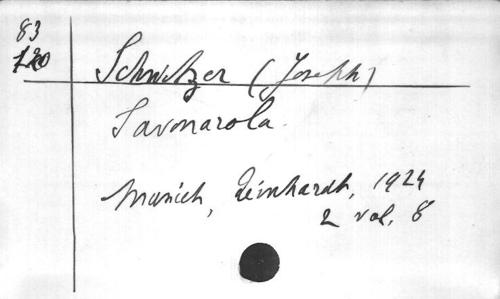 83
120
Schnitzer (Joseph)
Savonarola.
Munich, Reinhardt, 1924
2 vol. 8